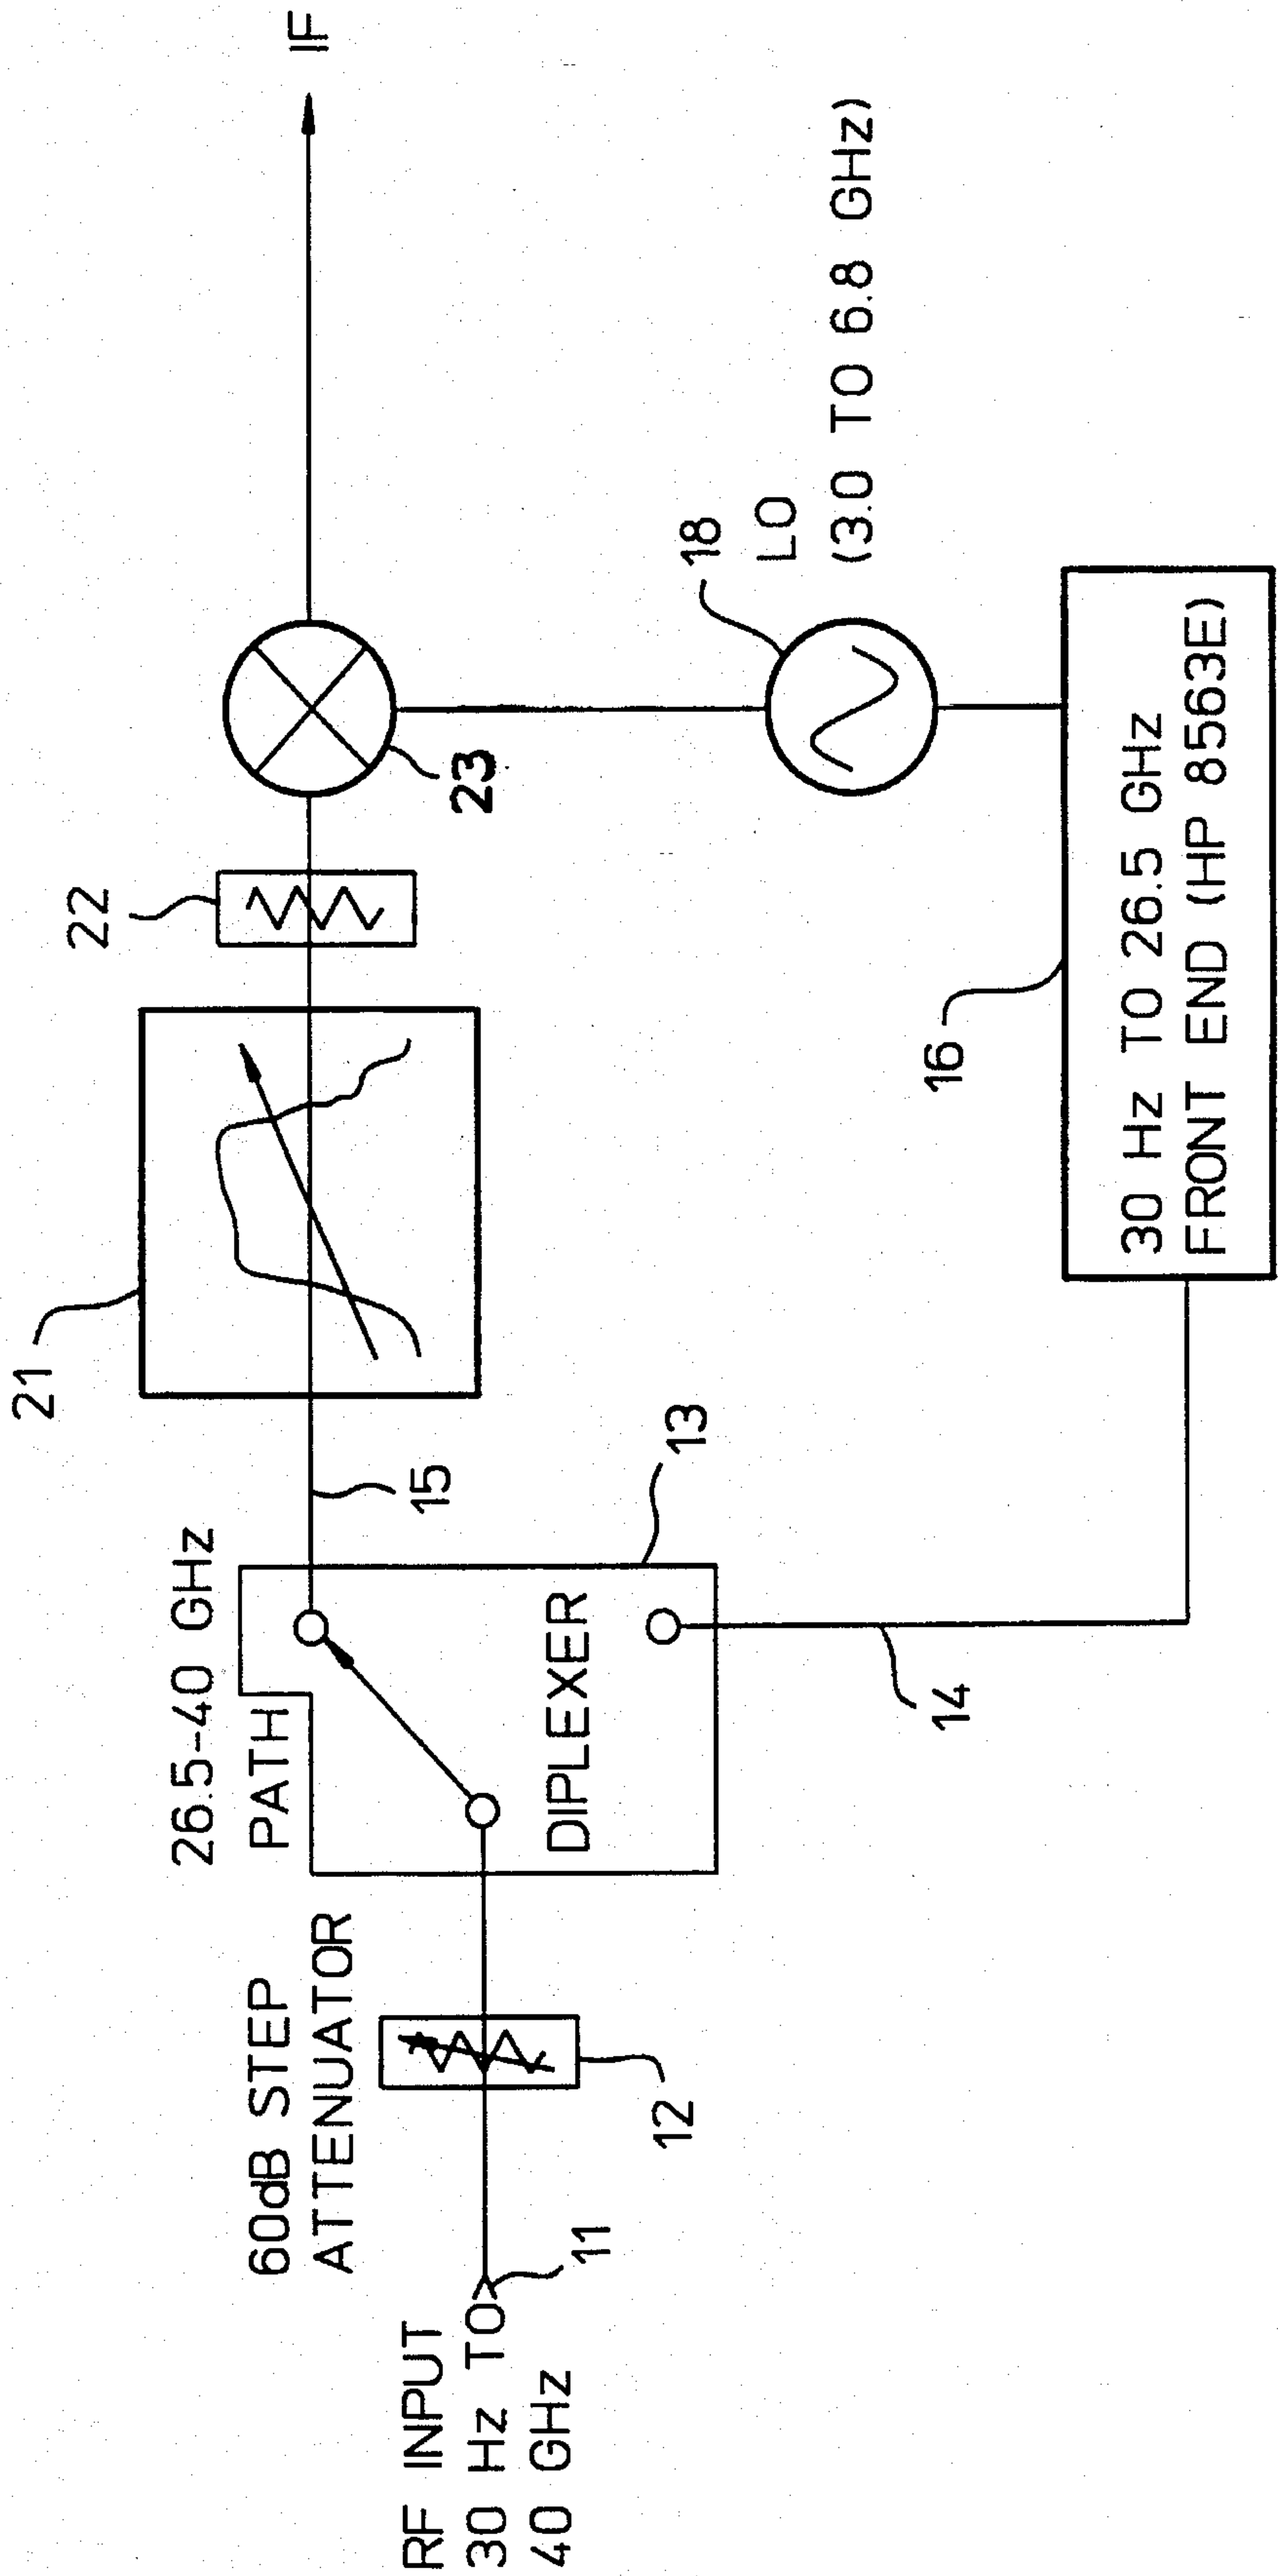 RF INPUT
30 Hz TO
40 GHz
11
60dB STEP
ATTENUATOR
12
26.5-40 GHz
PATH
DIPLEXER
13
14
15
21
22
23
IF
18
LO
(3.0 TO 6.8 GHz)
16
30 Hz TO 26.5 GHz
FRONT END (HP 8563E)